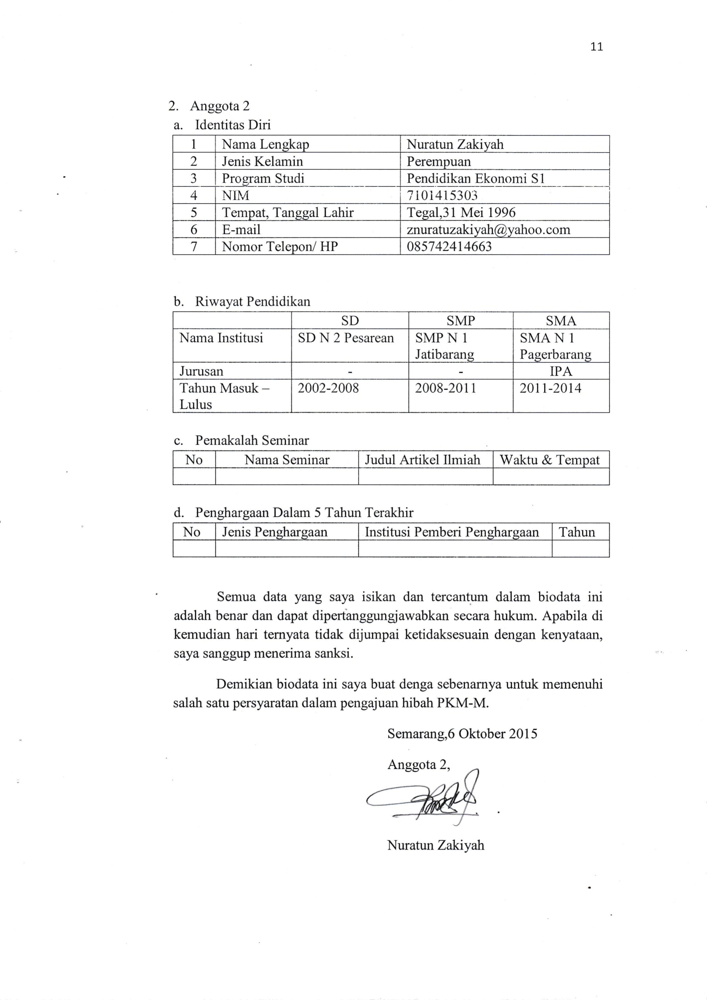 11
2. Anggota 2
a. Identitas Diri
1 Nama Lengkap Nuratun Zakiyah
2 Jenis Kelamin Perempuan
3 Program Studi Pendidikan Ekonomi S1
4 NIM 7101415303
5 Tempat, Tanggal Lahir Tegal,31 Mei 1996
6 E-mail znuratuzakiyah@yahoo.com
7 Nomor Telepon/ HP 085742414663
b. Riwayat Pendidikan
SD SMP SMA
Nama Institusi SD N 2 Pesarean SMP N 1 SMA N 1
Jatibarang Pagerbarang
Jurusan - - IPA
Tahun Masuk – 2002-2008 2008-2011 2011-2014
Lulus
c. Pemakalah Seminar
No Nama Seminar Judul Artikel Ilmiah Waktu & Tempat
d. Penghargaan Dalam 5 Tahun Terakhir
No Jenis Penghargaan Institusi Pemberi Penghargaan Tahun
Semua data yang saya isikan dan tercantum dalam biodata ini
adalah benar dan dapat dipertanggungjawabkan secara hukum. Apabila di
kemudian hari ternyata tidak dijumpai ketidaksesuain dengan kenyataan,
saya sanggup menerima sanksi.
Demikian biodata ini saya buat denga sebenarnya untuk memenuhi
salah satu persyaratan dalam pengajuan hibah PKM-M.
Semarang,6 Oktober 2015
Anggota 2,
Nuratun Zakiyah